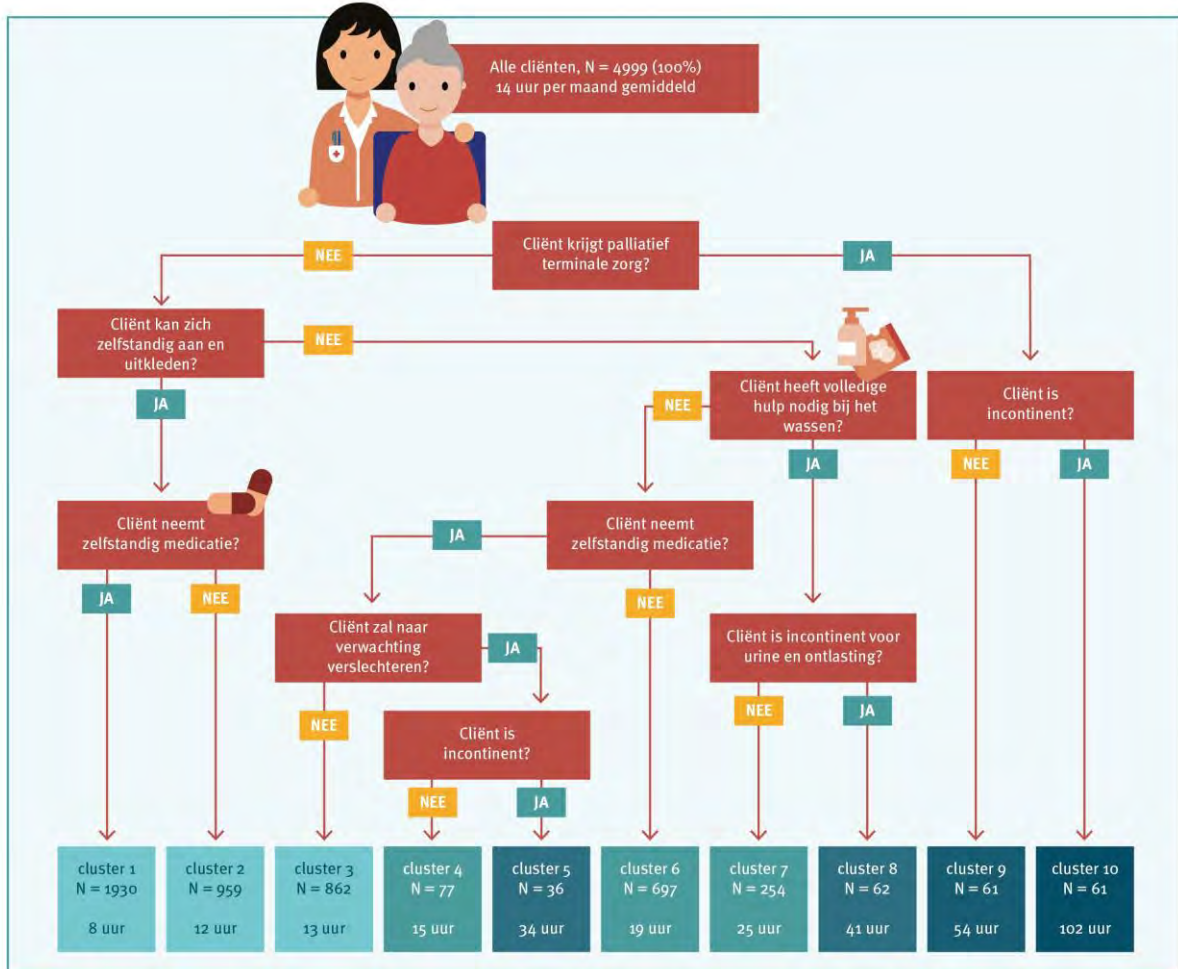 Alle cliënten, N = 4999 (100%)
14 uur per maand gemiddeld
Cliënt krijgt palliatief
terminale zorg?
NEE
JA
Cliënt kan zich
zelfstandig aan en
uitkleden?
NEE
JA
Cliënt heeft volledige
hulp nodig bij het
wassen?
NEE
JA
Cliënt is
incontinent?
NEE
JA
Cliënt neemt
zelfstandig medicatie?
JA
NEE
Cliënt neemt
zelfstandig medicatie?
JA
NEE
Cliënt zal naar
verwachting
verslechteren?
JA
NEE
Cliënt is incontinent voor
urine en ontlasting?
NEE
JA
Cliënt is
incontinent?
NEE
JA
cluster 1
N = 1930
8 uur
cluster 2
N = 959
12 uur
cluster 3
N = 862
13 uur
cluster 4
N = 77
15 uur
cluster 5
N = 36
34 uur
cluster 6
N = 697
19 uur
cluster 7
N = 254
25 uur
cluster 8
N = 62
41 uur
cluster 9
N = 61
54 uur
cluster 10
N = 61
102 uur